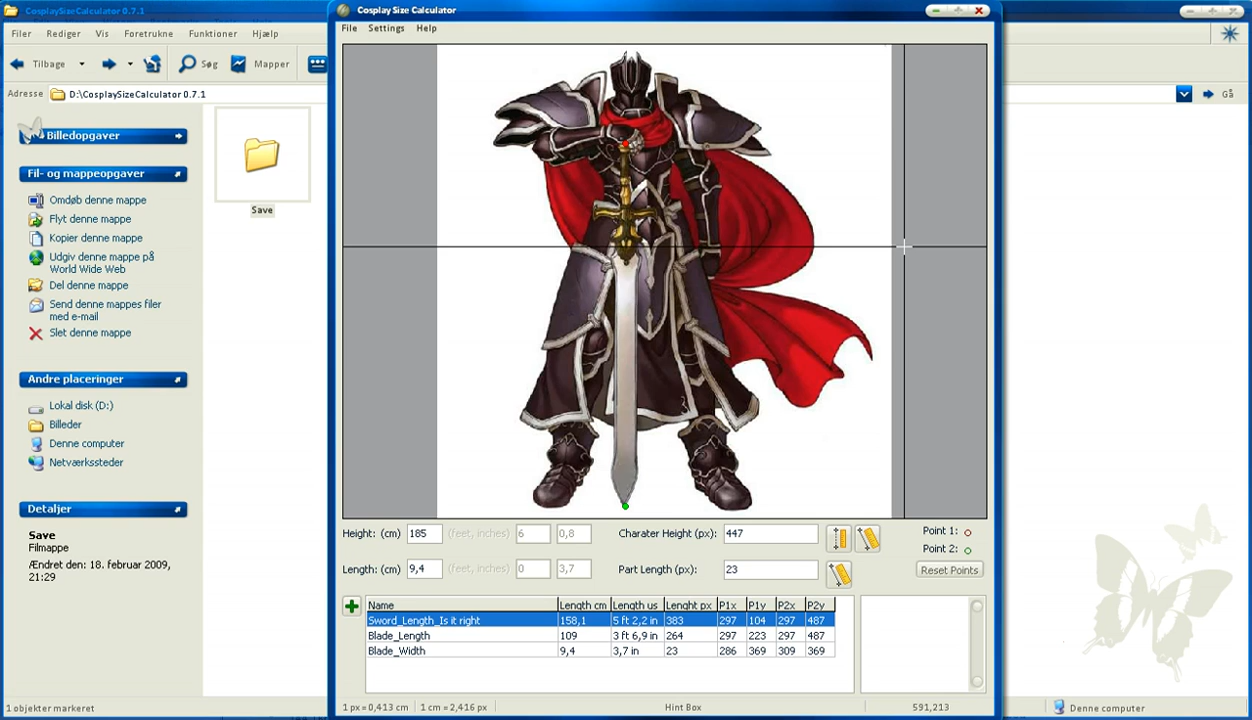 CosplaySizeCalculator 0.7.1
Filer Rediger Vis Foretrukne Funktioner Hjælp
Tilbage Søg Mapper
Adresse D:\CosplaySizeCalculator 0.7.1 Gå
Billedopgaver
Fil- og mappeopgaver
Omdøb denne mappe
Flyt denne mappe
Kopier denne mappe
Udgiv denne mappe på
World Wide Web
Del denne mappe
Send denne mappes filer
med e-mail
Slet denne mappe
Andre placeringer
Lokal disk (D:)
Billeder
Denne computer
Netværkssteder
Detaljer
Save
Filmappe
Ændret den: 18. februar 2009,
21:29
1 objekter markeret
Save
Cosplay Size Calculator
File Settings Help
Height: (cm) 185 (feet, inches) 6 0,8 Charater Height (px): 447 Point 1:
Point 2:
Length: (cm) 9,4 (feet, inches) 0 3,7 Part Length (px): 23 Reset Points
Name Length cm Length us Lenght px P1x P1y P2x P2y
Sword_Length_Is it right 158,1 5 ft 2,2 in 383 297 104 297 487
Blade_Length 109 3 ft 6,9 in 264 297 223 297 487
Blade_Width 9,4 3,7 in 23 286 369 309 369
1 px = 0,413 cm 1 cm = 2,416 px Hint Box 591,213
Denne computer